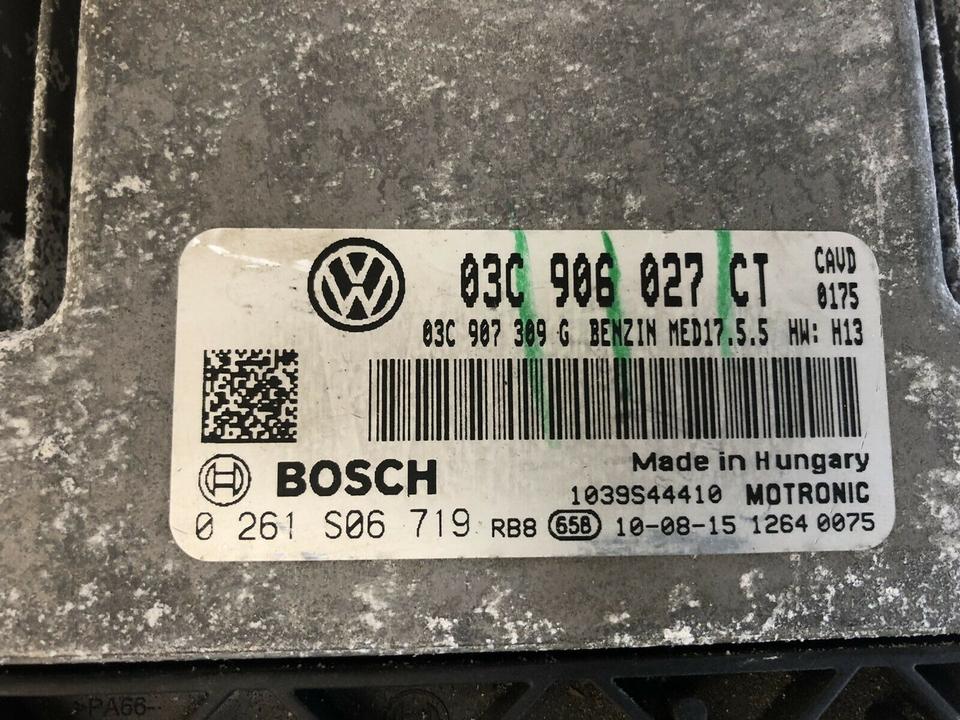 03C 906 027 CT CAVD
0175
03C 907 309 G BENZIN MED17.5.5 HW: H13
Made in Hungary
BOSCH
1039S44410 MOTRONIC
0 261 S06 719 RB8 658 10-08-15 1264 0075
PA66-